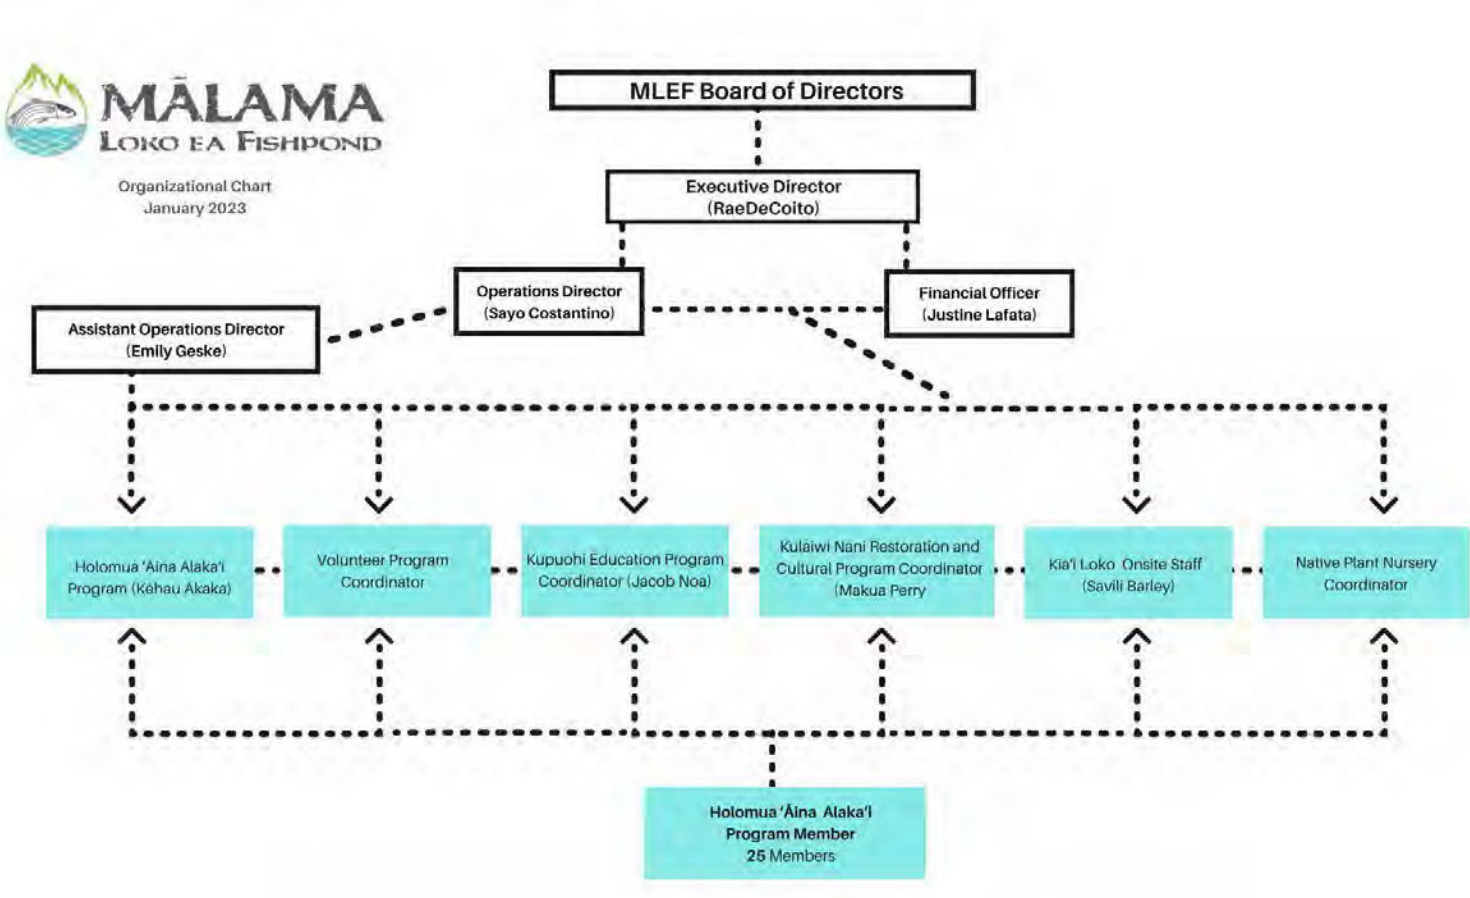 MĀLAMA
LOKO EA FISHPOND
Organizational Chart
January 2023
MLEF Board of Directors
Executive Director
(RaeDeCoito)
Operations Director
(Sayo Costantino)
Financial Officer
(Justine Lafata)
Assistant Operations Director
(Emily Geske)
Holomua ‘Aina Alaka‘i
Program (Kehau Akaka)
Volunteer Program
Coordinator
Kupuohi Education Program
Coordinator (Jacob Noa)
Kulaiwi Nani Restoration and
Cultural Program Coordinator
(Makua Perry
Kia‘i Loko Onsite Staff
(Savili Barley)
Native Plant Nursery
Coordinator
Holomua ‘Āina Alaka‘i
Program Member
25 Members